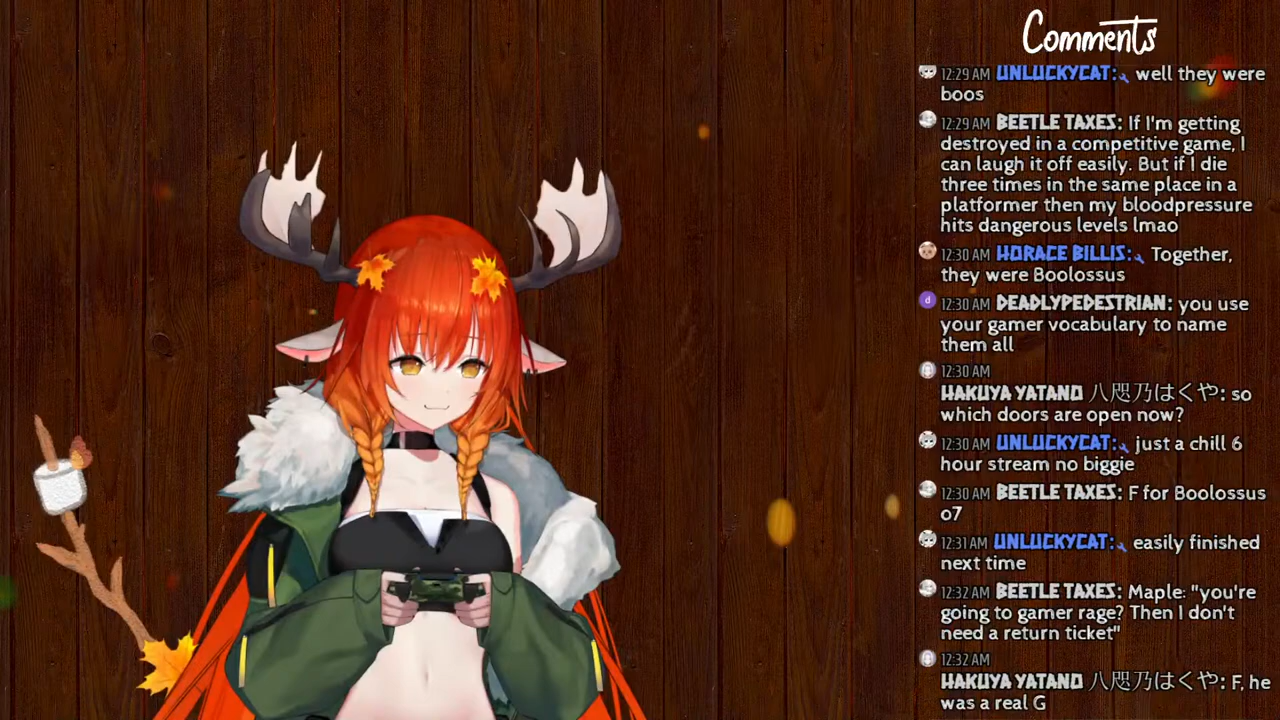 Comments
12:29 AM UNLUCKYCAT: well they were
boos
12:29 AM BEETLE TAXES: If I'm getting
destroyed in a competitive game, I
can laugh it off easily. But if I die
three times in the same place in a
platformer then my bloodpressure
hits dangerous levels lmao
12:30 AM HORACE BILLIS: Together,
they were Boolossus
d 12:30 AM DEADLYPEDESTRIAN: you use
your gamer vocabulary to name
them all
12:30 AM
HAKUYA YATANO 八咫乃はくや: so
which doors are open now?
12:30 AM UNLUCKYCAT: just a chill 6
hour stream no biggie
12:30 AM BEETLE TAXES: F for Boolossus
o7
12:31 AM UNLUCKYCAT: easily finished
next time
12:32 AM BEETLE TAXES: Maple: "you're
going to gamer rage? Then I don't
need a return ticket"
12:32 AM
HAKUYA YATANO 八咫乃はくや: F, he
was a real G